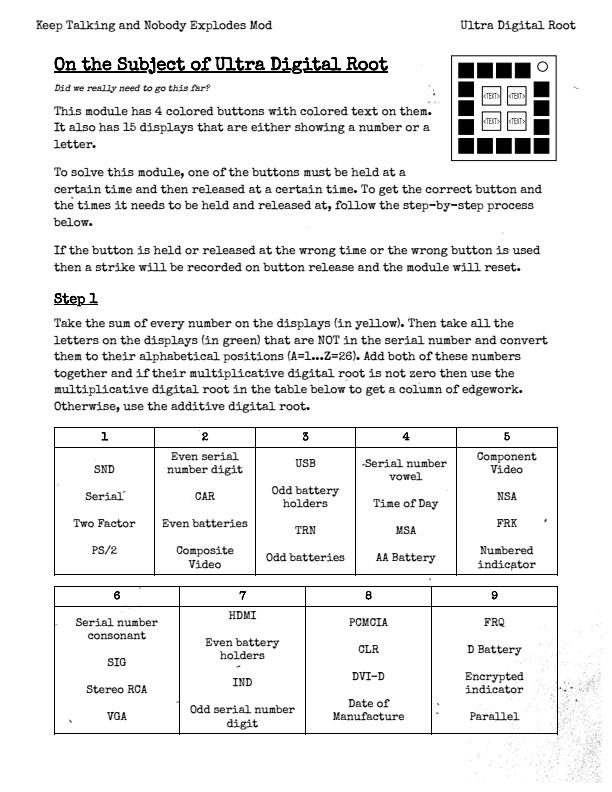 Keep Talking and Nobody Explodes Mod
Ultra Digital Root
On the Subject of Ultra Digital Root
Did we really need to go this far?
This module has 4 colored buttons with colored text on them.
It also has 15 displays that are either showing a number or a
letter.
<TEXT> <TEXT>
<TEXT> <TEXT>
To solve this module, one of the buttons must be held at a
certain time and then released at a certain time. To get the correct button and
the times it needs to be held and released at, follow the step-by-step process
below.
If the button is held or released at the wrong time or the wrong button is used
then a strike will be recorded on button release and the module will reset.
Step 1
Take the sum of every number on the displays (in yellow). Then take all the
letters on the displays (in green) that are NOT in the serial number and convert
them to their alphabetical positions (A=1...Z=26). Add both of these numbers
together and if their multiplicative digital root is not zero then use the
multiplicative digital root in the table below to get a column of edgework.
Otherwise, use the additive digital root.
1 2 3 4 5
SND
Serial
Two Factor
PS/2
Even serial
number digit
CAR
Even batteries
Composite
Video
USB
Odd battery
holders
TRN
Odd batteries
Serial number
vowel
Time of Day
MSA
AA Battery
Component
Video
NSA
FRK
Numbered
indicator
6 7 8 9
Serial number
consonant
SIG
Stereo RCA
VGA
HDMI
Even battery
holders
IND
Odd serial number
digit
PCMCIA
CLR
DVI-D
Date of
Manufacture
FRQ
D Battery
Encrypted
indicator
Parallel